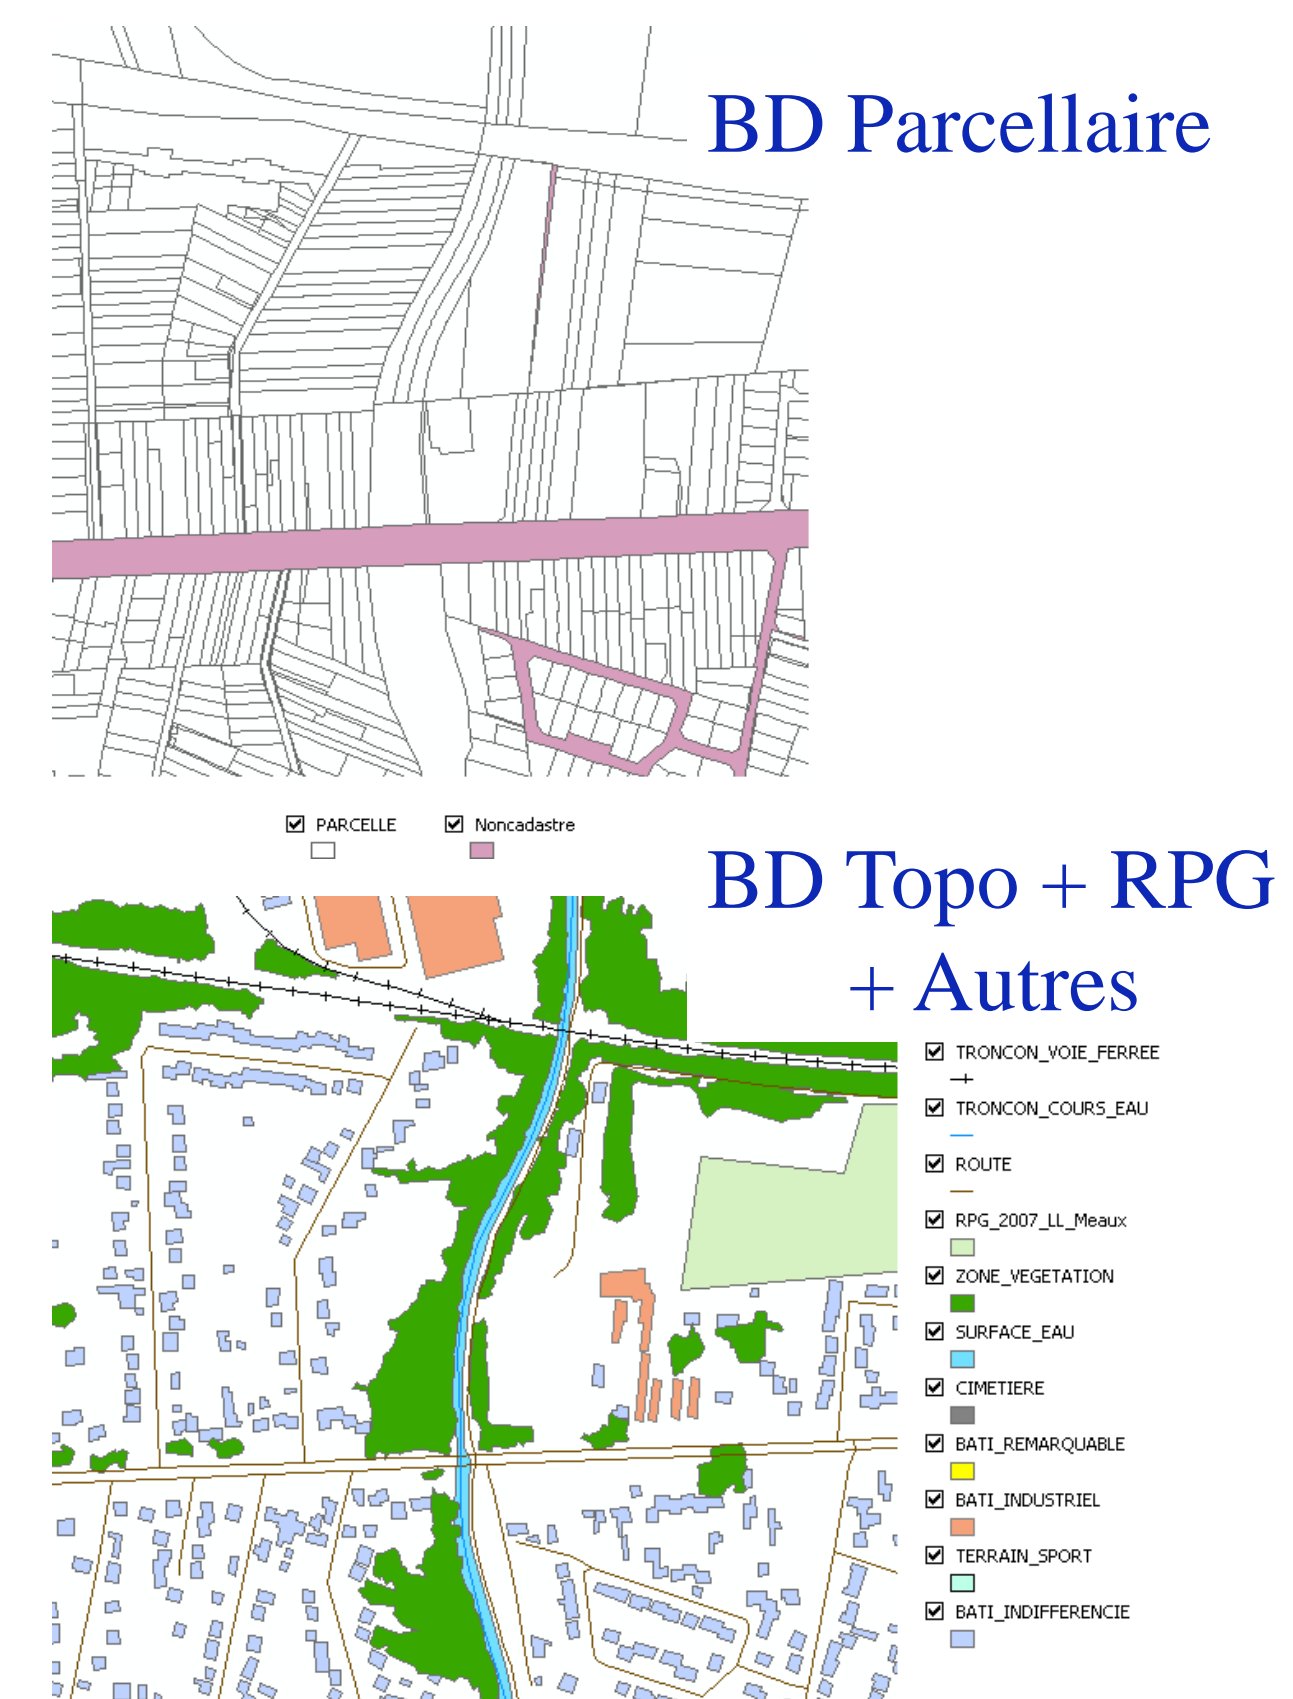 BD Parcellaire
PARCELLE Noncadastre
BD Topo + RPG
+ Autres
TRONCON_VOIE_FERREE
TRONCON_COURS_EAU
ROUTE
RPG_2007_LL_Meaux
ZONE_VEGETATION
SURFACE_EAU
CIMETIERE
BATI_REMARQUABLE
BATI_INDUSTRIEL
TERRAIN_SPORT
BATI_INDIFFERENCIE